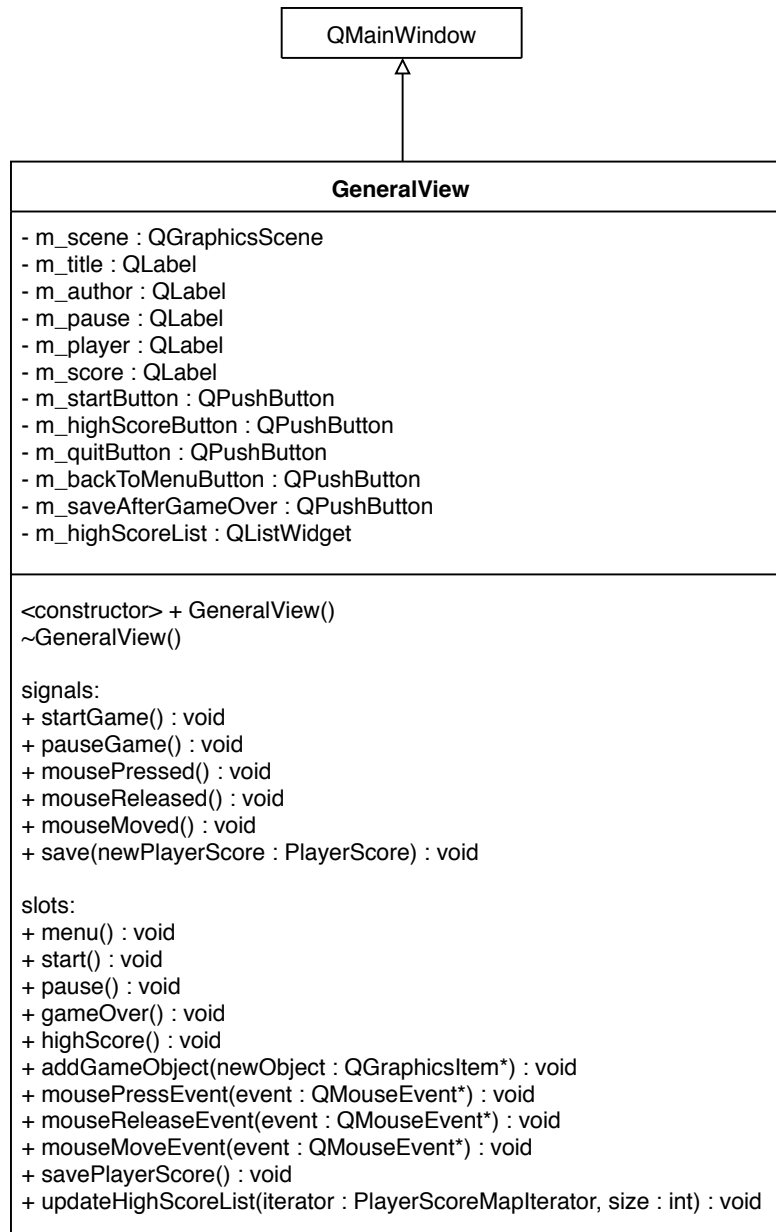 QMainWindow
GeneralView
- m_scene : QGraphicsScene
- m_title : QLabel
- m_author : QLabel
- m_pause : QLabel
- m_player : QLabel
- m_score : QLabel
- m_startButton : QPushButton
- m_highScoreButton : QPushButton
- m_quitButton : QPushButton
- m_backToMenuButton : QPushButton
- m_saveAfterGameOver : QPushButton
- m_highScoreList : QListWidget
<constructor> + GeneralView()
~GeneralView()
signals:
+ startGame() : void
+ pauseGame() : void
+ mousePressed() : void
+ mouseReleased() : void
+ mouseMoved() : void
+ save(newPlayerScore : PlayerScore) : void
slots:
+ menu() : void
+ start() : void
+ pause() : void
+ gameOver() : void
+ highScore() : void
+ addGameObject(newObject : QGraphicsItem*) : void
+ mousePressEvent(event : QMouseEvent*) : void
+ mouseReleaseEvent(event : QMouseEvent*) : void
+ mouseMoveEvent(event : QMouseEvent*) : void
+ savePlayerScore() : void
+ updateHighScoreList(iterator : PlayerScoreMapIterator, size : int) : void